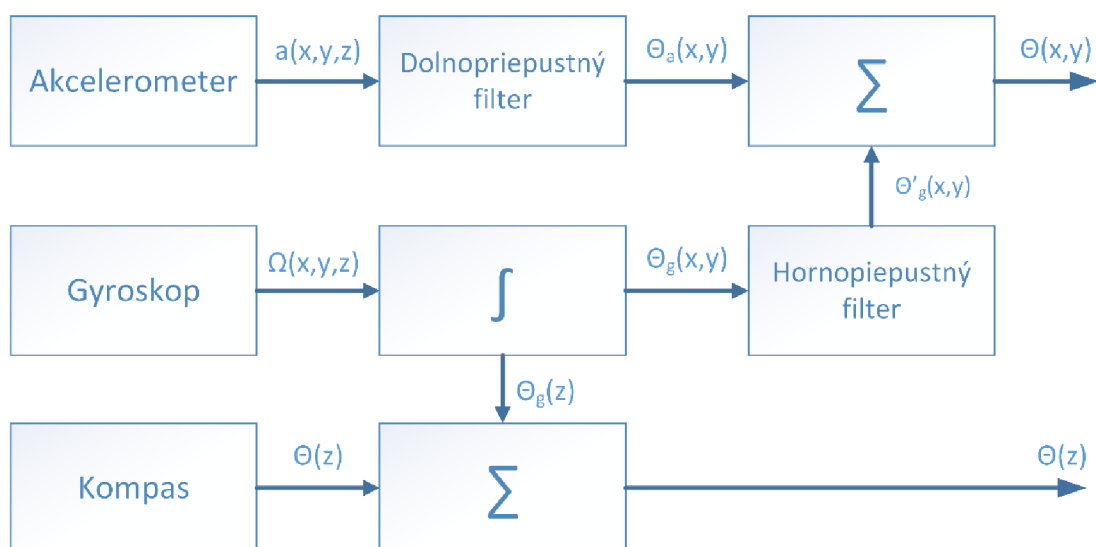 a(x,y,z)
Θₐ(x,y)
Θ(x,y)
Akcelerometer
Dolnopriepustný
filter
∑
Θ'g(x,y)
Ω(x,y,z)
Θg(x,y)
Gyroskop
∫
Hornopiepustný
filter
Θg(z)
Θ(z)
Θ(z)
Kompas
∑